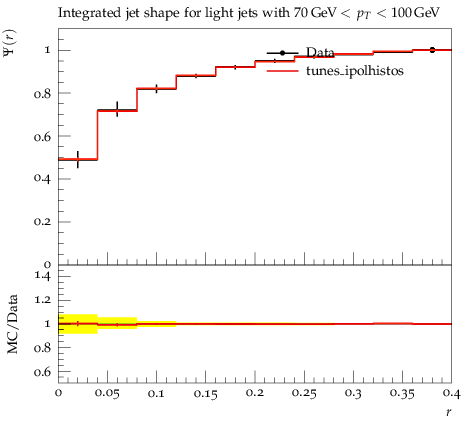 Integrated jet shape for light jets with 70 GeV < p_T < 100 GeV
Ψ(r)
Data
tunes_ipolhistos
1
0.8
0.6
0.4
0.2
0
MC/Data
1.4
1.2
1
0.8
0.6
0 0.05 0.1 0.15 0.2 0.25 0.3 0.35 0.4
r